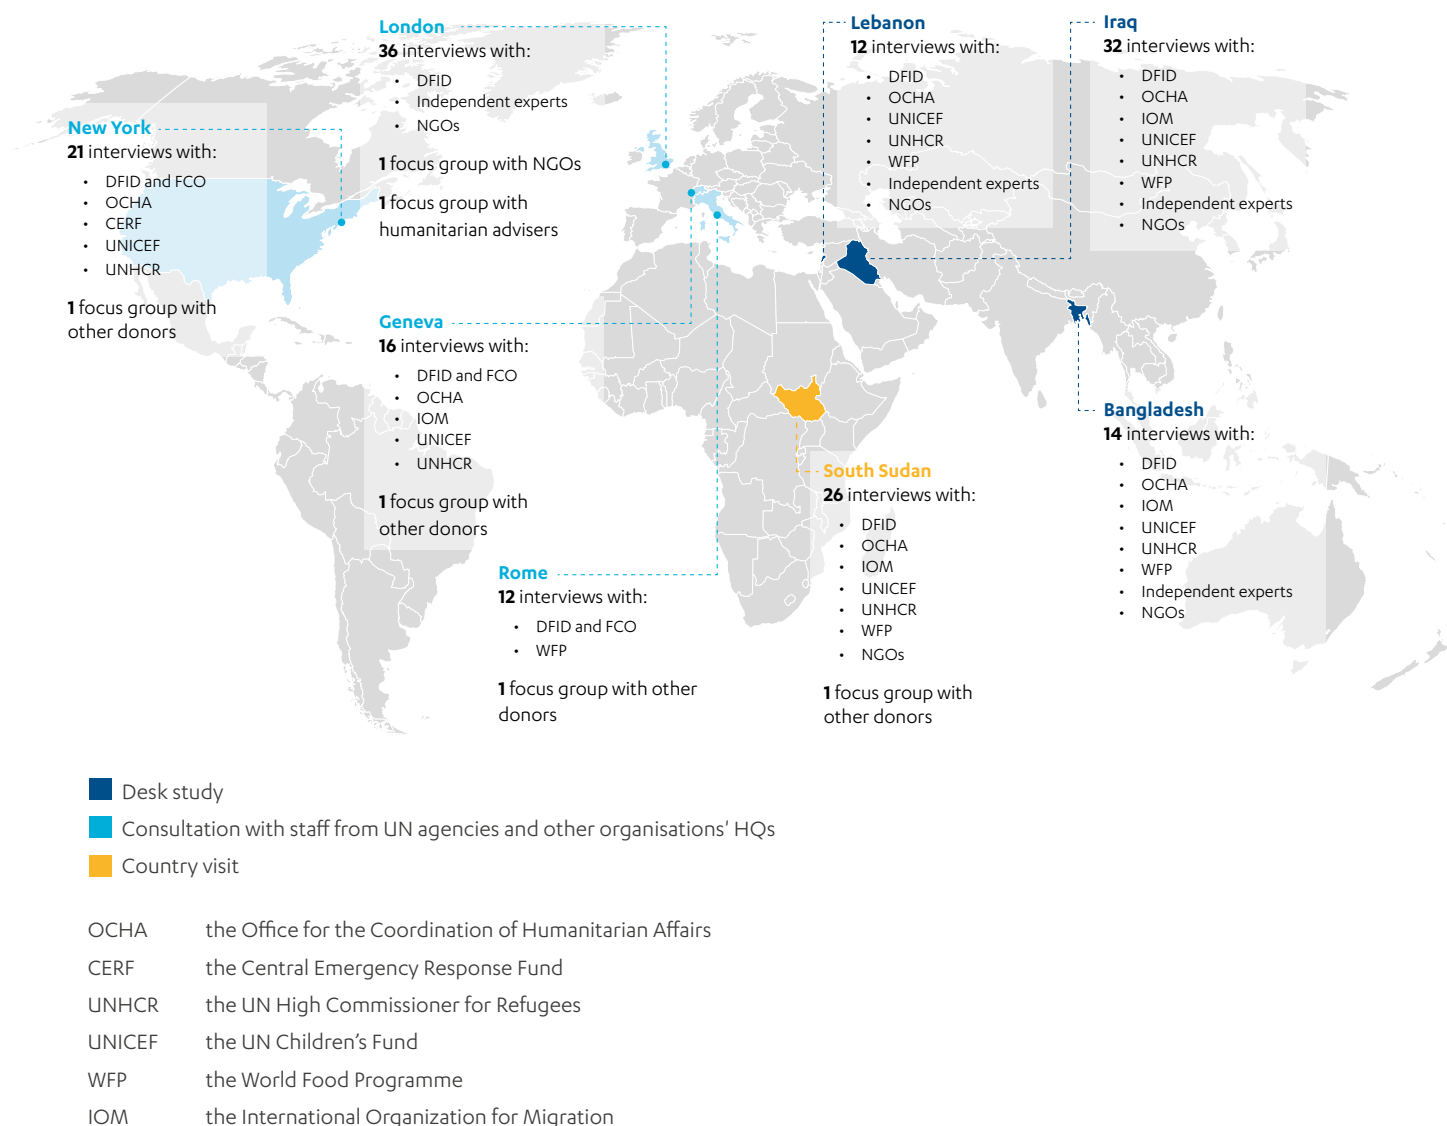 London
36 interviews with:
• DFID
• Independent experts
• NGOs
1 focus group with NGOs
1 focus group with
humanitarian advisers
Lebanon
12 interviews with:
• DFID
• OCHA
• UNICEF
• UNHCR
• WFP
• Independent experts
• NGOs
Iraq
32 interviews with:
• DFID
• OCHA
• IOM
• UNICEF
• UNHCR
• WFP
• Independent experts
• NGOs
New York
21 interviews with:
• DFID and FCO
• OCHA
• CERF
• UNICEF
• UNHCR
1 focus group with
other donors
Geneva
16 interviews with:
• DFID and FCO
• OCHA
• IOM
• UNICEF
• UNHCR
1 focus group with
other donors
Bangladesh
14 interviews with:
• DFID
• OCHA
• IOM
• UNICEF
• UNHCR
• WFP
• Independent experts
• NGOs
South Sudan
26 interviews with:
• DFID
• OCHA
• IOM
• UNICEF
• UNHCR
• WFP
• NGOs
1 focus group with
other donors
Rome
12 interviews with:
• DFID and FCO
• WFP
1 focus group with other
donors
Desk study
Consultation with staff from UN agencies and other organisations' HQs
Country visit
OCHA the Office for the Coordination of Humanitarian Affairs
CERF the Central Emergency Response Fund
UNHCR the UN High Commissioner for Refugees
UNICEF the UN Children's Fund
WFP the World Food Programme
IOM the International Organization for Migration